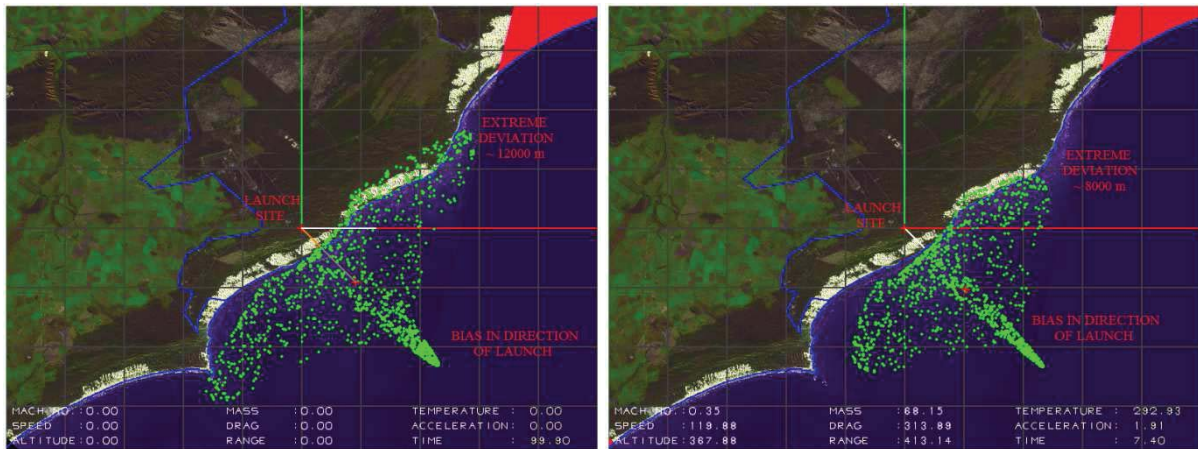 EXTREME
DEVIATION
~ 12000 m
LAUNCH
SITE
BIAS IN DIRECTION
OF LAUNCH
MACH NO. :0.00 MASS :0.00 TEMPERATURE : 0.00
SPEED :0.00 DRAG :0.00 ACCELERATION: 0.00
ALTITUDE :0.00 RANGE :0.00 TIME : 99.90
EXTREME
DEVIATION
~ 8000 m
LAUNCH
SITE
BIAS IN DIRECTION
OF LAUNCH
MACH NO. :0.35 MASS :68.15 TEMPERATURE : 292.93
SPEED :119.88 DRAG :313.89 ACCELERATION: 1.91
ALTITUDE :367.88 RANGE :413.14 TIME : 7.40